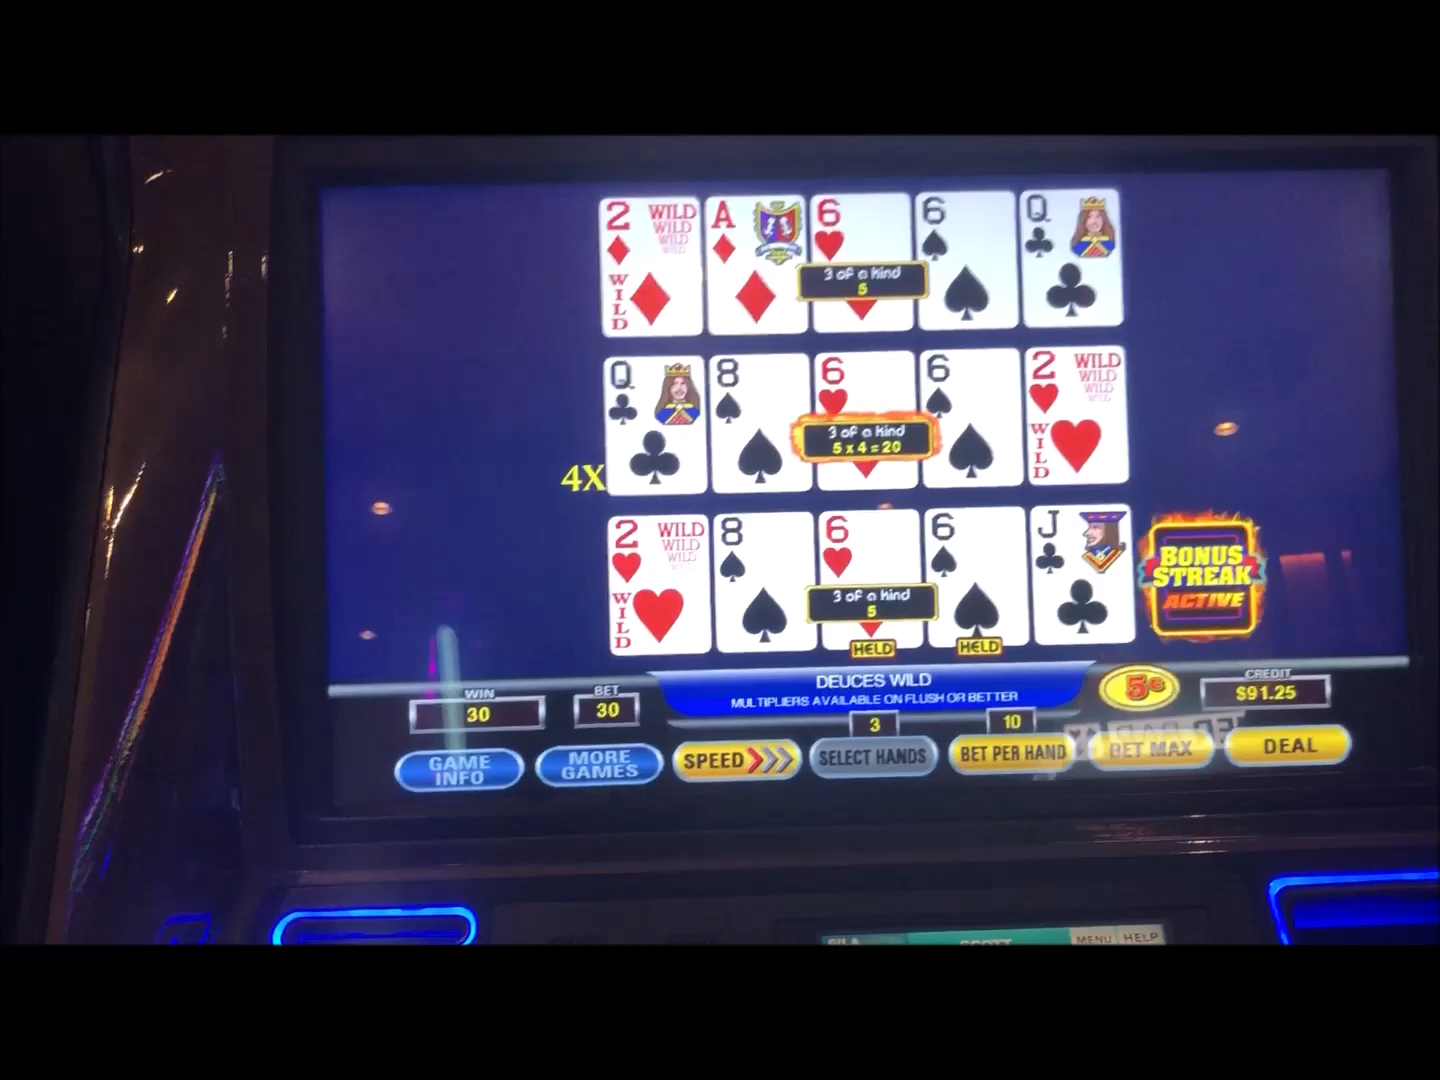 2 WILD A 6 6 Q
WILD
WILD
WILD
WILD
3 of a kind
5
Q 8 6 6 2 WILD
WILD
WILD
WILD
WILD
3 of a kind
5 x 4 = 20
4X
2 WILD 8 6 6 J
WILD
WILD
WILD
3 of a kind
5
HELD HELD
BONUS
STREAK
ACTIVE
WIN
30
BET
30
DEUCES WILD
MULTIPLIERS AVAILABLE ON FLUSH OR BETTER
5¢
CREDIT
$91.25
3
10
GAME
INFO
MORE
GAMES
SPEED
SELECT HANDS
BET PER HAND
BET MAX
DEAL
MENU HELP